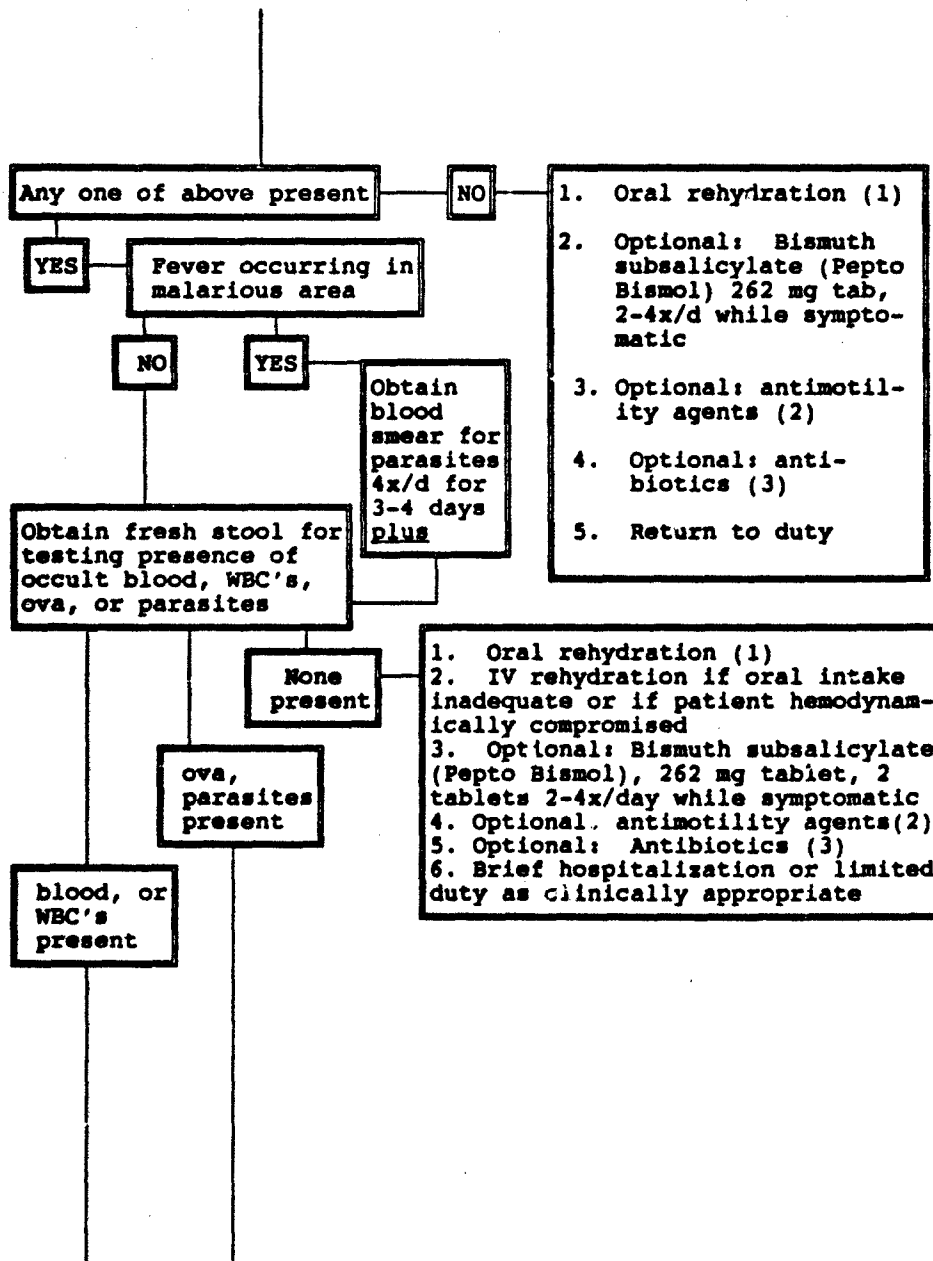 Any one of above present
NO
1. Oral rehydration (1)
2. Optional: Bismuth
subsalicylate (Pepto
Bismol) 262 mg tab,
2-4x/d while sympto-
matic
3. Optional: antimotil-
ity agents (2)
4. Optional: anti-
biotics (3)
5. Return to duty
YES
Fever occurring in
malarious area
NO
YES
Obtain
blood
smear for
parasites
4x/d for
3-4 days
plus
Obtain fresh stool for
testing presence of
occult blood, WBC's,
ova, or parasites
None
present
1. Oral rehydration (1)
2. IV rehydration if oral intake
inadequate or if patient hemodynam-
ically compromised
3. Optional: Bismuth subsalicylate
(Pepto Bismol), 262 mg tablet, 2
tablets 2-4x/day while symptomatic
4. Optional. antimotility agents(2)
5. Optional: Antibiotics (3)
6. Brief hospitalization or limited
duty as clinically appropriate
ova,
parasites
present
blood, or
WBC's
present